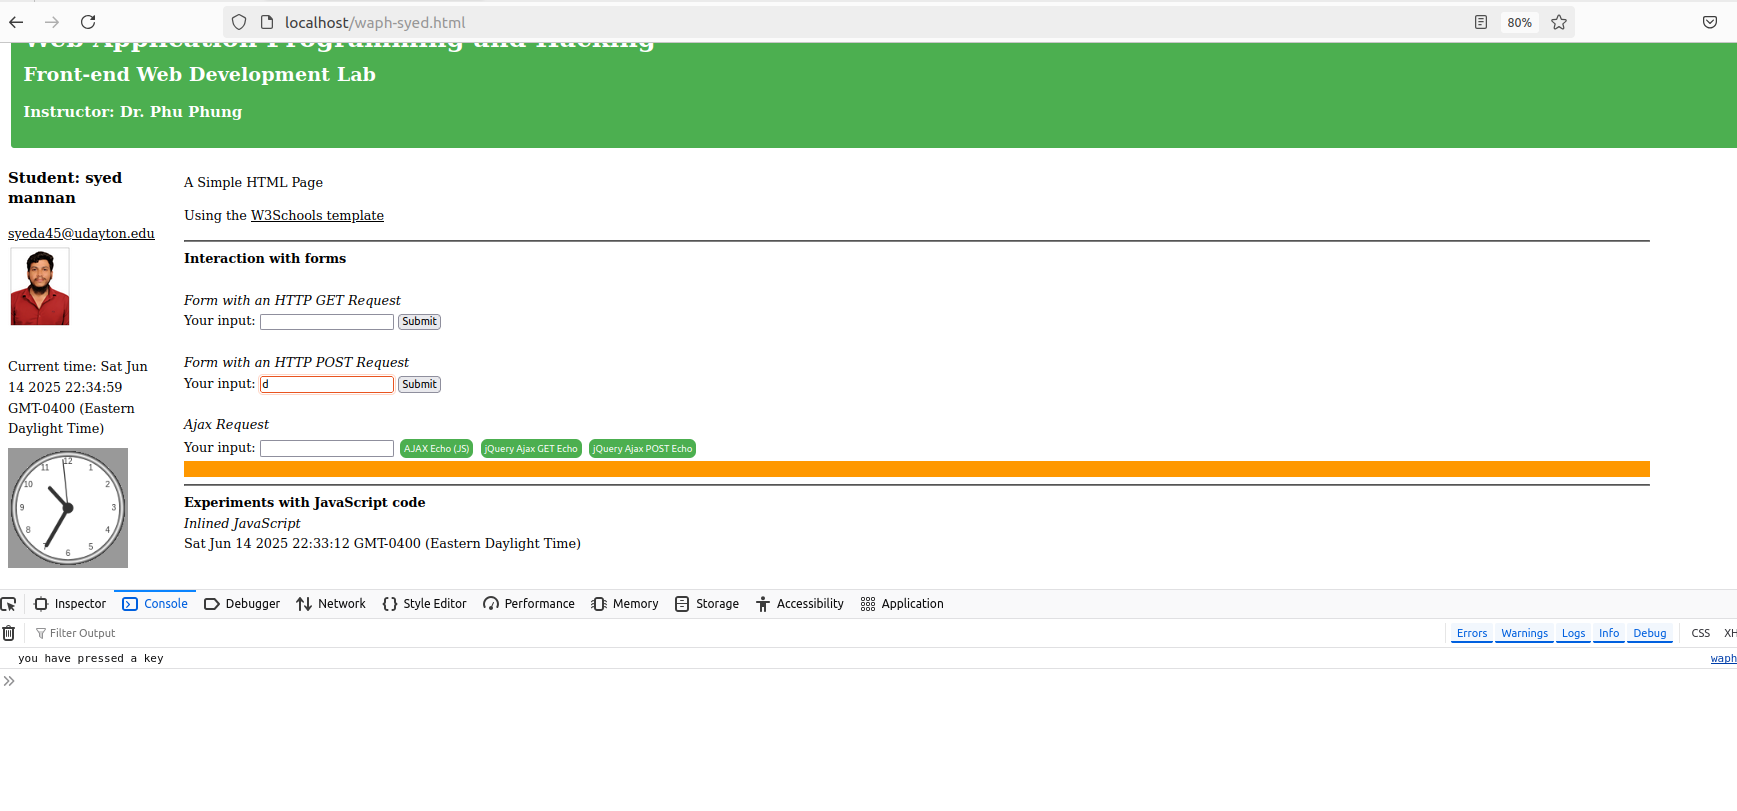 localhost/waph-syed.html
80%
Web Application Programming and Hacking
Front-end Web Development Lab
Instructor: Dr. Phu Phung
Student: syed
mannan
syeda45@udayton.edu
Current time: Sat Jun
14 2025 22:34:59
GMT-0400 (Eastern
Daylight Time)
12
1
2
3
4
5
6
7
8
9
10
11
A Simple HTML Page
Using the W3Schools template
Interaction with forms
Form with an HTTP GET Request
Your input: Submit
Form with an HTTP POST Request
Your input: d Submit
Ajax Request
Your input: AJAX Echo (JS) jQuery Ajax GET Echo jQuery Ajax POST Echo
Experiments with JavaScript code
Inlined JavaScript
Sat Jun 14 2025 22:33:12 GMT-0400 (Eastern Daylight Time)
Inspector Console Debugger Network Style Editor Performance Memory Storage Accessibility Application
Filter Output Errors Warnings Logs Info Debug CSS XH
you have pressed a key waph